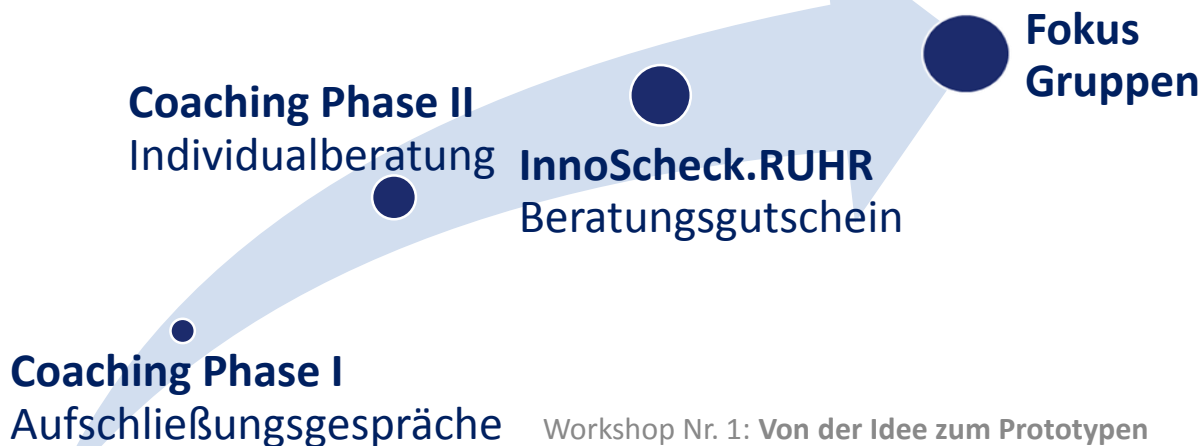 Fokus
Gruppen
Coaching Phase II
Individualberatung
InnoScheck.RUHR
Beratungsgutschein
Coaching Phase I
Aufschließungsgespräche
Workshop Nr. 1: Von der Idee zum Prototypen